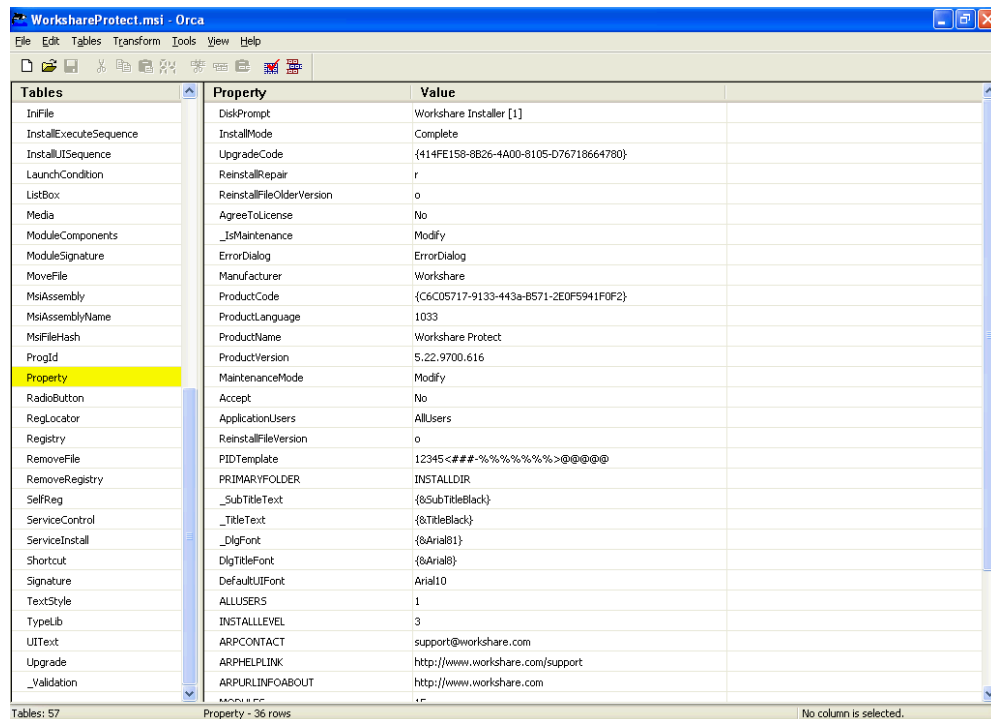 WorkshareProtect.msi - Orca
File Edit Tables Transform Tools View Help
Tables Property Value
IniFile DiskPrompt Workshare Installer [1]
InstallExecuteSequence InstallMode Complete
InstallUISequence UpgradeCode {414FE158-8B26-4A00-8105-D76718664780}
LaunchCondition ReinstallRepair r
ListBox ReinstallFileOlderVersion o
Media AgreeToLicense No
ModuleComponents _IsMaintenance Modify
ModuleSignature ErrorDialog ErrorDialog
MoveFile Manufacturer Workshare
MsiAssembly ProductCode {C6C05717-9133-443a-B571-2E0F5941F0F2}
MsiAssemblyName ProductLanguage 1033
MsiFileHash ProductName Workshare Protect
ProgId ProductVersion 5.22.9700.616
Property MaintenanceMode Modify
RadioButton Accept No
RegLocator ApplicationUsers AllUsers
Registry ReinstallFileVersion o
RemoveFile PIDTemplate 12345<###-%%%%%%%>@@@@@
RemoveRegistry PRIMARYFOLDER INSTALLDIR
SelfReg _SubTitleText {&SubTitleBlack}
ServiceControl _TitleText {&TitleBlack}
ServiceInstall _DlgFont {&Arial81}
Shortcut DlgTitleFont {&Arial8}
Signature DefaultUIFont Arial10
TextStyle ALLUSERS 1
TypeLib INSTALLLEVEL 3
UIText ARPCONTACT support@workshare.com
Upgrade ARPHELPLINK http://www.workshare.com/support
_Validation ARPURLINFOABOUT http://www.workshare.com
Tables: 57 Property - 36 rows No column is selected.